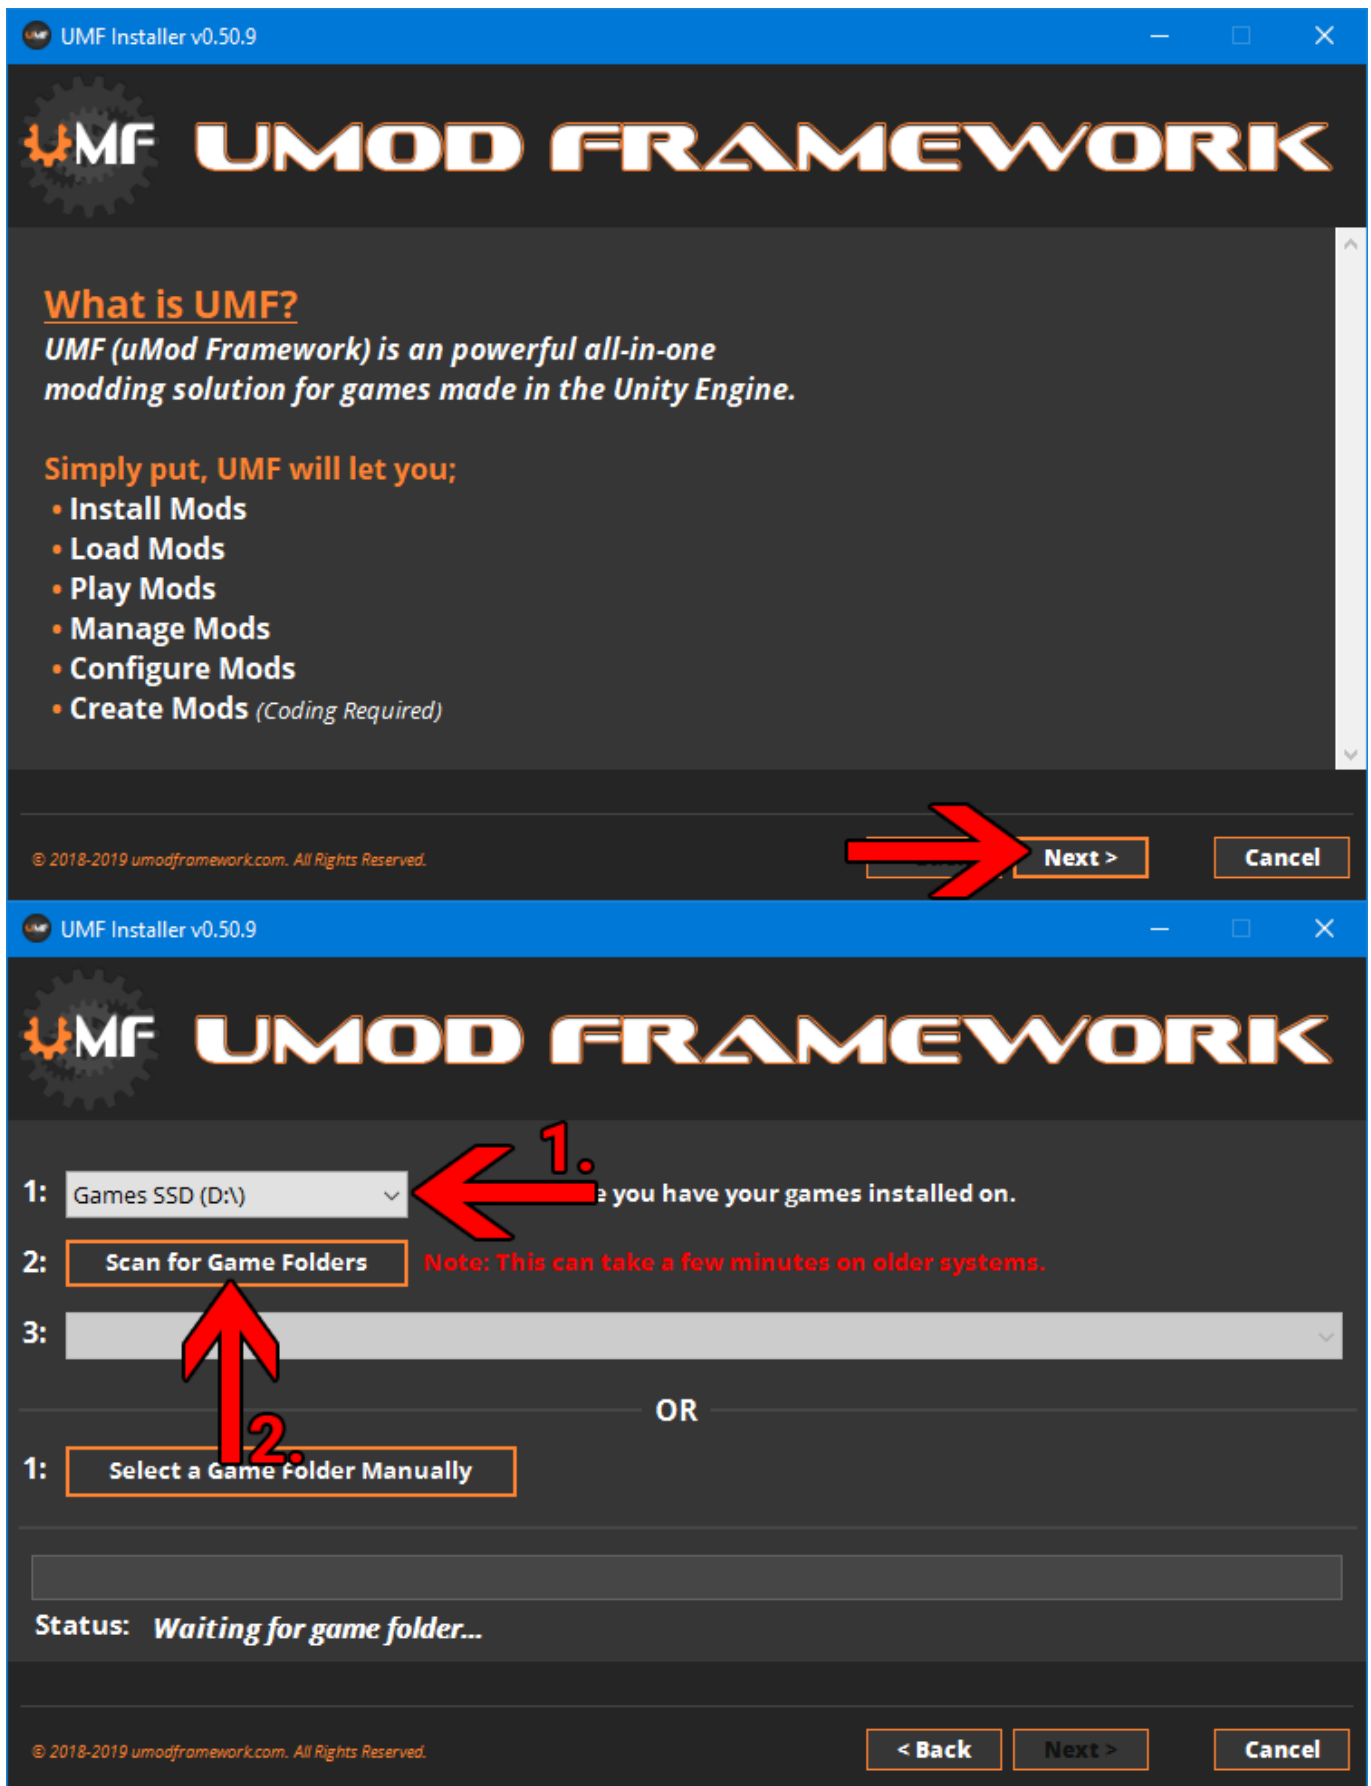 UMF Installer v0.50.9
UMF UMOD FRAMEWORK
What is UMF?
UMF (uMod Framework) is an powerful all-in-one
modding solution for games made in the Unity Engine.
Simply put, UMF will let you;
• Install Mods
• Load Mods
• Play Mods
• Manage Mods
• Configure Mods
• Create Mods (Coding Required)
© 2018-2019 umodframework.com. All Rights Reserved.
Next >
Cancel
UMF Installer v0.50.9
UMF UMOD FRAMEWORK
1.
1: Games SSD (D:\) you have your games installed on.
2: Scan for Game Folders Note: This can take a few minutes on older systems.
3:
OR
2.
1: Select a Game Folder Manually
Status: Waiting for game folder...
© 2018-2019 umodframework.com. All Rights Reserved.
< Back Next > Cancel